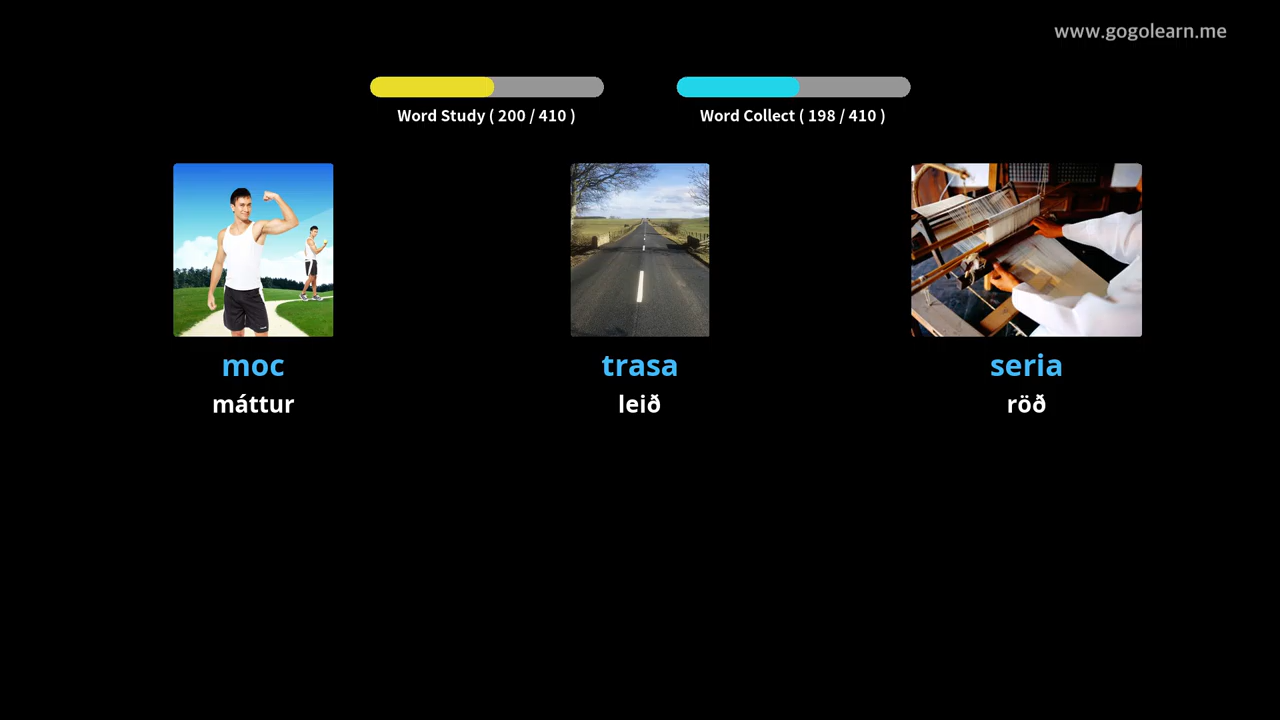 www.gogolearn.me
Word Study ( 200 / 410 )
Word Collect ( 198 / 410 )
moc
trasa
seria
máttur
leið
röð